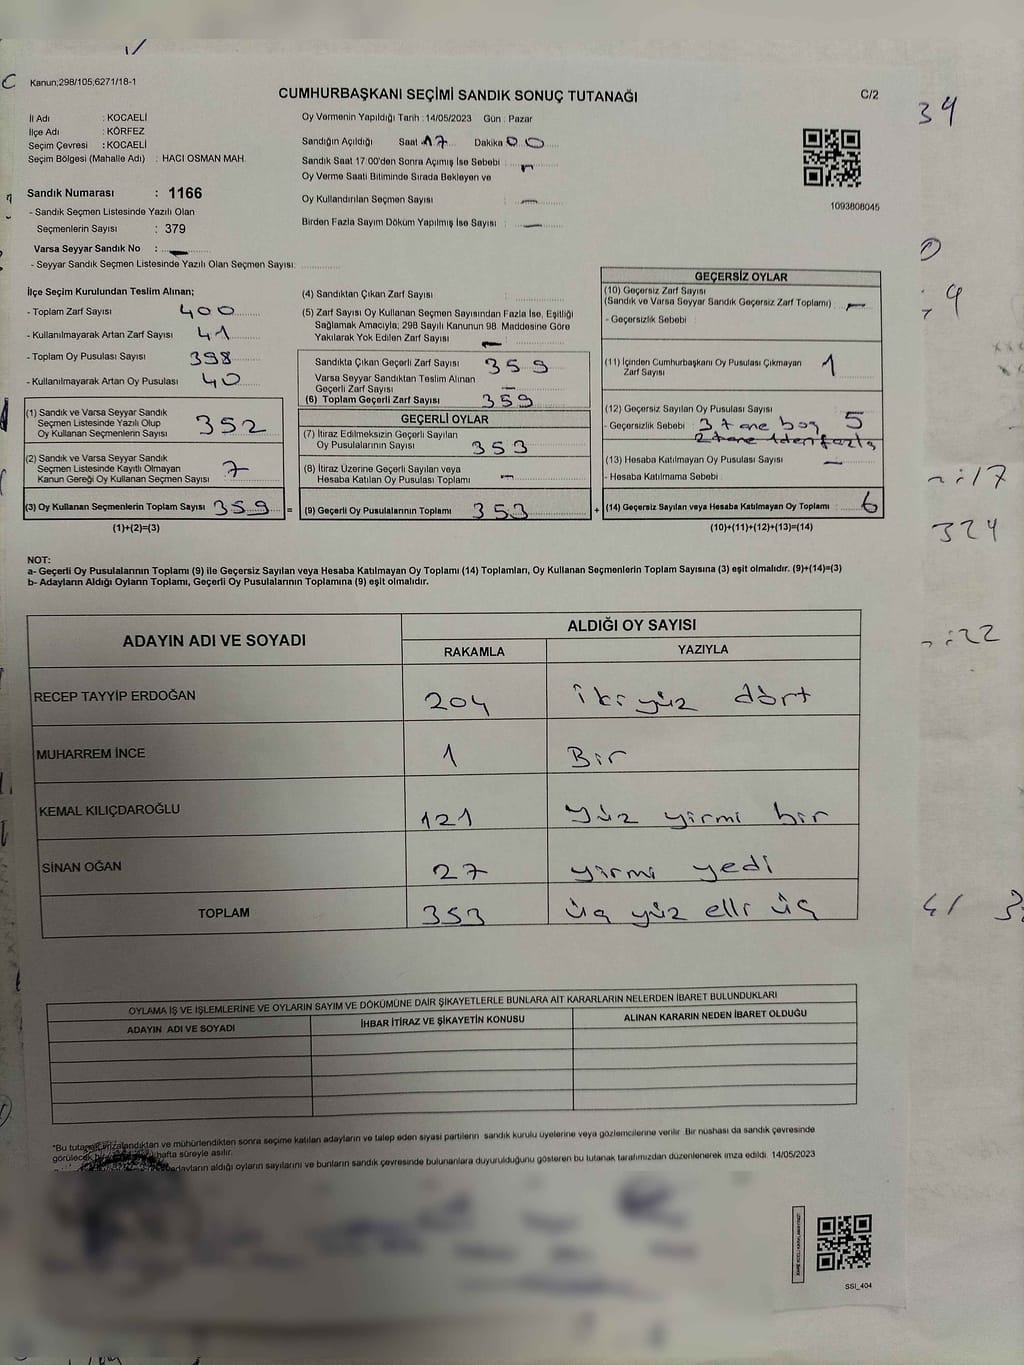 Kanun;298/105,6271/18-1
CUMHURBAŞKANI SEÇİMİ SANDIK SONUÇ TUTANAĞI
C/2
34
İl Adı : KOCAELİ
İlçe Adı : KÖRFEZ
Seçim Çevresi : KOCAELİ
Seçim Bölgesi (Mahalle Adı) : HACI OSMAN MAH.
Sandık Numarası : 1166
- Sandık Seçmen Listesinde Yazılı Olan
Seçmenlerin Sayısı : 379
Varsa Seyyar Sandık No : —
- Seyyar Sandık Seçmen Listesinde Yazılı Olan Seçmen Sayısı:
Oy Vermenin Yapıldığı Tarih : 14/05/2023 Gün : Pazar
Sandığın Açıldığı Saat 17 Dakika 00
Sandık Saat 17:00'den Sonra Açımış İse Sebebi :
Oy Verme Saati Bitiminde Sırada Bekleyen ve
Oy Kullandırılan Seçmen Sayısı : —
Birden Fazla Sayım Döküm Yapılmış İse Sayısı : —
1093808045
İlçe Seçim Kurulundan Teslim Alınan;
- Toplam Zarf Sayısı 400
- Kullanılmayarak Artan Zarf Sayısı 41
- Toplam Oy Pusulası Sayısı 398
- Kullanılmayarak Artan Oy Pusulası 40
(1) Sandık ve Varsa Seyyar Sandık
Seçmen Listesinde Yazılı Olup
Oy Kullanan Seçmenlerin Sayısı 352
(2) Sandık ve Varsa Seyyar Sandık
Seçmen Listesinde Kayıtlı Olmayan
Kanun Gereği Oy Kullanan Seçmen Sayısı 7
(3) Oy Kullanan Seçmenlerin Toplam Sayısı 359 =
(1)+(2)=(3)
(4) Sandıktan Çıkan Zarf Sayısı :
(5) Zarf Sayısı Oy Kullanan Seçmen Sayısından Fazla İse, Eşitliği
Sağlamak Amacıyla; 298 Sayılı Kanunun 98. Maddesine Göre
Yakılarak Yok Edilen Zarf Sayısı —
Sandıkta Çıkan Geçerli Zarf Sayısı 359
Varsa Seyyar Sandıktan Teslim Alınan
Geçerli Zarf Sayısı —
(6) Toplam Geçerli Zarf Sayısı 359
GEÇERLİ OYLAR
(7) İtiraz Edilmeksizin Geçerli Sayılan
Oy Pusulalarının Sayısı 353
(8) İtiraz Üzerine Geçerli Sayılan veya
Hesaba Katılan Oy Pusulası Toplamı —
(9) Geçerli Oy Pusulalarının Toplamı 353 +
GEÇERSİZ OYLAR
(10) Geçersiz Zarf Sayısı
(Sandık ve Varsa Seyyar Sandık Geçersiz Zarf Toplamı) : —
- Geçersizlik Sebebi :
(11) İçinden Cumhurbaşkanı Oy Pusulası Çıkmayan
Zarf Sayısı 1
(12) Geçersiz Sayılan Oy Pusulası Sayısı 5
- Geçersizlik Sebebi : 3 tane boş
2 tane 1 den fazla
(13) Hesaba Katılmayan Oy Pusulası Sayısı —
- Hesaba Katılmama Sebebi :
(14) Geçersiz Sayılan veya Hesaba Katılmayan Oy Toplamı 6
(10)+(11)+(12)+(13)=(14)
324
NOT:
a- Geçerli Oy Pusulalarının Toplamı (9) ile Geçersiz Sayılan veya Hesaba Katılmayan Oy Toplamı (14) Toplamları, Oy Kullanan Seçmenlerin Toplam Sayısına (3) eşit olmalıdır. (9)+(14)=(3)
b- Adayların Aldığı Oyların Toplamı, Geçerli Oy Pusulalarının Toplamına (9) eşit olmalıdır.
ADAYIN ADI VE SOYADI ALDIĞI OY SAYISI
RAKAMLA YAZIYLA
RECEP TAYYİP ERDOĞAN 204 iki yüz dört
MUHARREM İNCE 1 Bir
KEMAL KILIÇDAROĞLU 121 yüz yirmi bir
SİNAN OĞAN 27 yirmi yedi
TOPLAM 353 üç yüz elli üç
41
OYLAMA İŞ VE İŞLEMLERİNE VE OYLARIN SAYIM VE DÖKÜMÜNE DAİR ŞİKAYETLERLE BUNLARA AİT KARARLARIN NELERDEN İBARET BULUNDUKLARI
ADAYIN ADI VE SOYADI İHBAR İTİRAZ VE ŞİKAYETİN KONUSU ALINAN KARARIN NEDEN İBARET OLDUĞU
*Bu tutanak imzalandıktan ve mühürlendikten sonra seçime katılan adayların ve talep eden siyasi partilerin sandık kurulu üyelerine veya gözlemcilerine verilir. Bir nüshası da sandık çevresinde
görülecek hafta süreyle asılır.
adayların aldığı oyların sayılarını ve bunların sandık çevresinde bulunanlara duyurulduğunu gösteren bu tutanak tarafımızdan düzenlenerek imza edildi. 14/05/2023
SSI_404